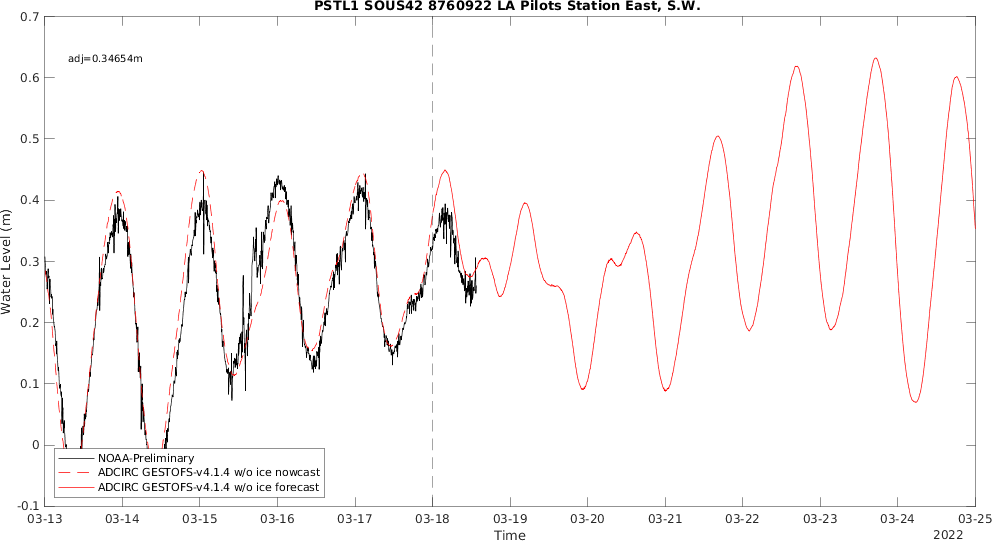 PSTL1 SOUS42 8760922 LA Pilots Station East, S.W.
adj=0.34654m
0.7
0.6
0.5
0.4
0.3
0.2
0.1
0
-0.1
Water Level (m)
NOAA-Preliminary
ADCIRC GESTOFS-v4.1.4 w/o ice nowcast
ADCIRC GESTOFS-v4.1.4 w/o ice forecast
03-13 03-14 03-15 03-16 03-17 03-18 03-19 03-20 03-21 03-22 03-23 03-24 03-25
Time
2022